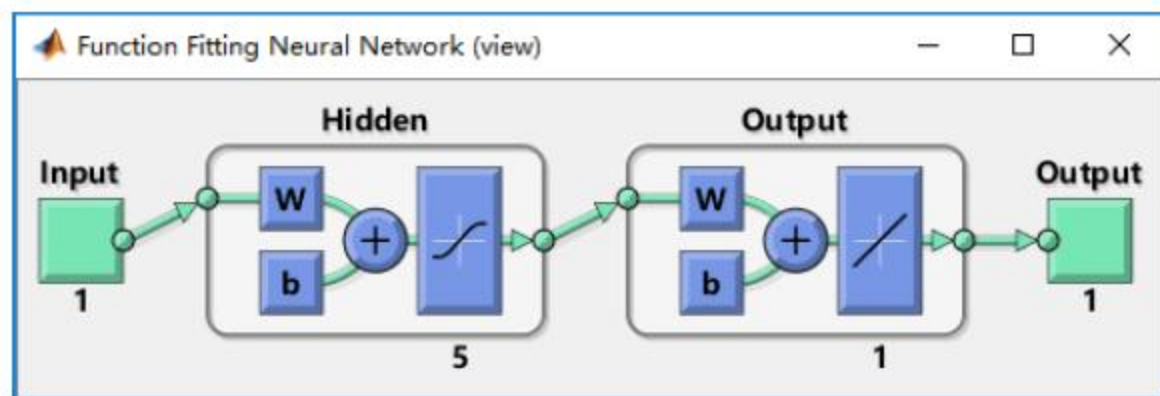 Function Fitting Neural Network (view)
Hidden
Output
Input
Output
W
W
+
+
b
b
1
1
5
1